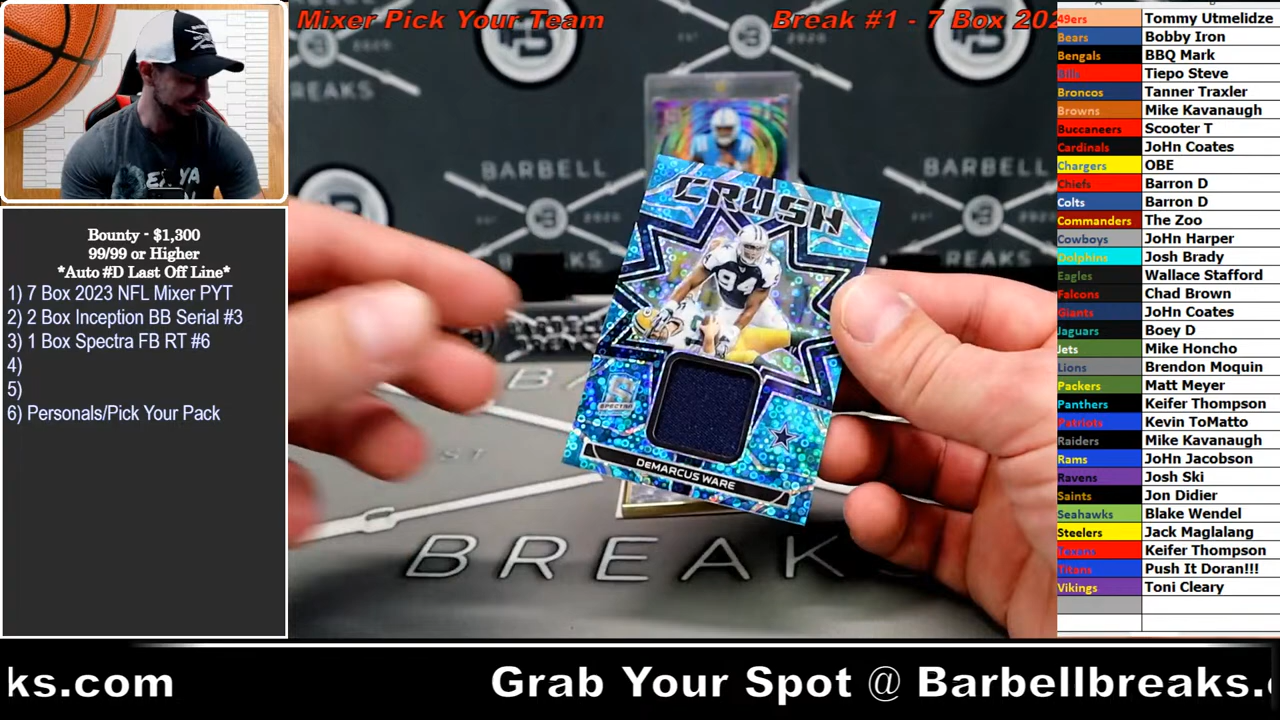 Mixer Pick Your Team
Break #1 - 7 Box 202
BREAKS
BARBELL
BARBELL
BREAKS
CRUSH
94
SPECTRA
DeMARCUS WARE
BREAKS
Bounty - $1,300
99/99 or Higher
*Auto #D Last Off Line*
1) 7 Box 2023 NFL Mixer PYT
2) 2 Box Inception BB Serial #3
3) 1 Box Spectra FB RT #6
4)
5)
6) Personals/Pick Your Pack
49ers Tommy Utmelidze
Bears Bobby Iron
Bengals BBQ Mark
Bills Tiepo Steve
Broncos Tanner Traxler
Browns Mike Kavanaugh
Buccaneers Scooter T
Cardinals JoHn Coates
Chargers OBE
Chiefs Barron D
Colts Barron D
Commanders The Zoo
Cowboys JoHn Harper
Dolphins Josh Brady
Eagles Wallace Stafford
Falcons Chad Brown
Giants JoHn Coates
Jaguars Boey D
Jets Mike Honcho
Lions Brendon Moquin
Packers Matt Meyer
Panthers Keifer Thompson
Patriots Kevin ToMatto
Raiders Mike Kavanaugh
Rams JoHn Jacobson
Ravens Josh Ski
Saints Jon Didier
Seahawks Blake Wendel
Steelers Jack Maglalang
Texans Keifer Thompson
Titans Push It Doran!!!
Vikings Toni Cleary
ks.com Grab Your Spot @ Barbellbreaks.c